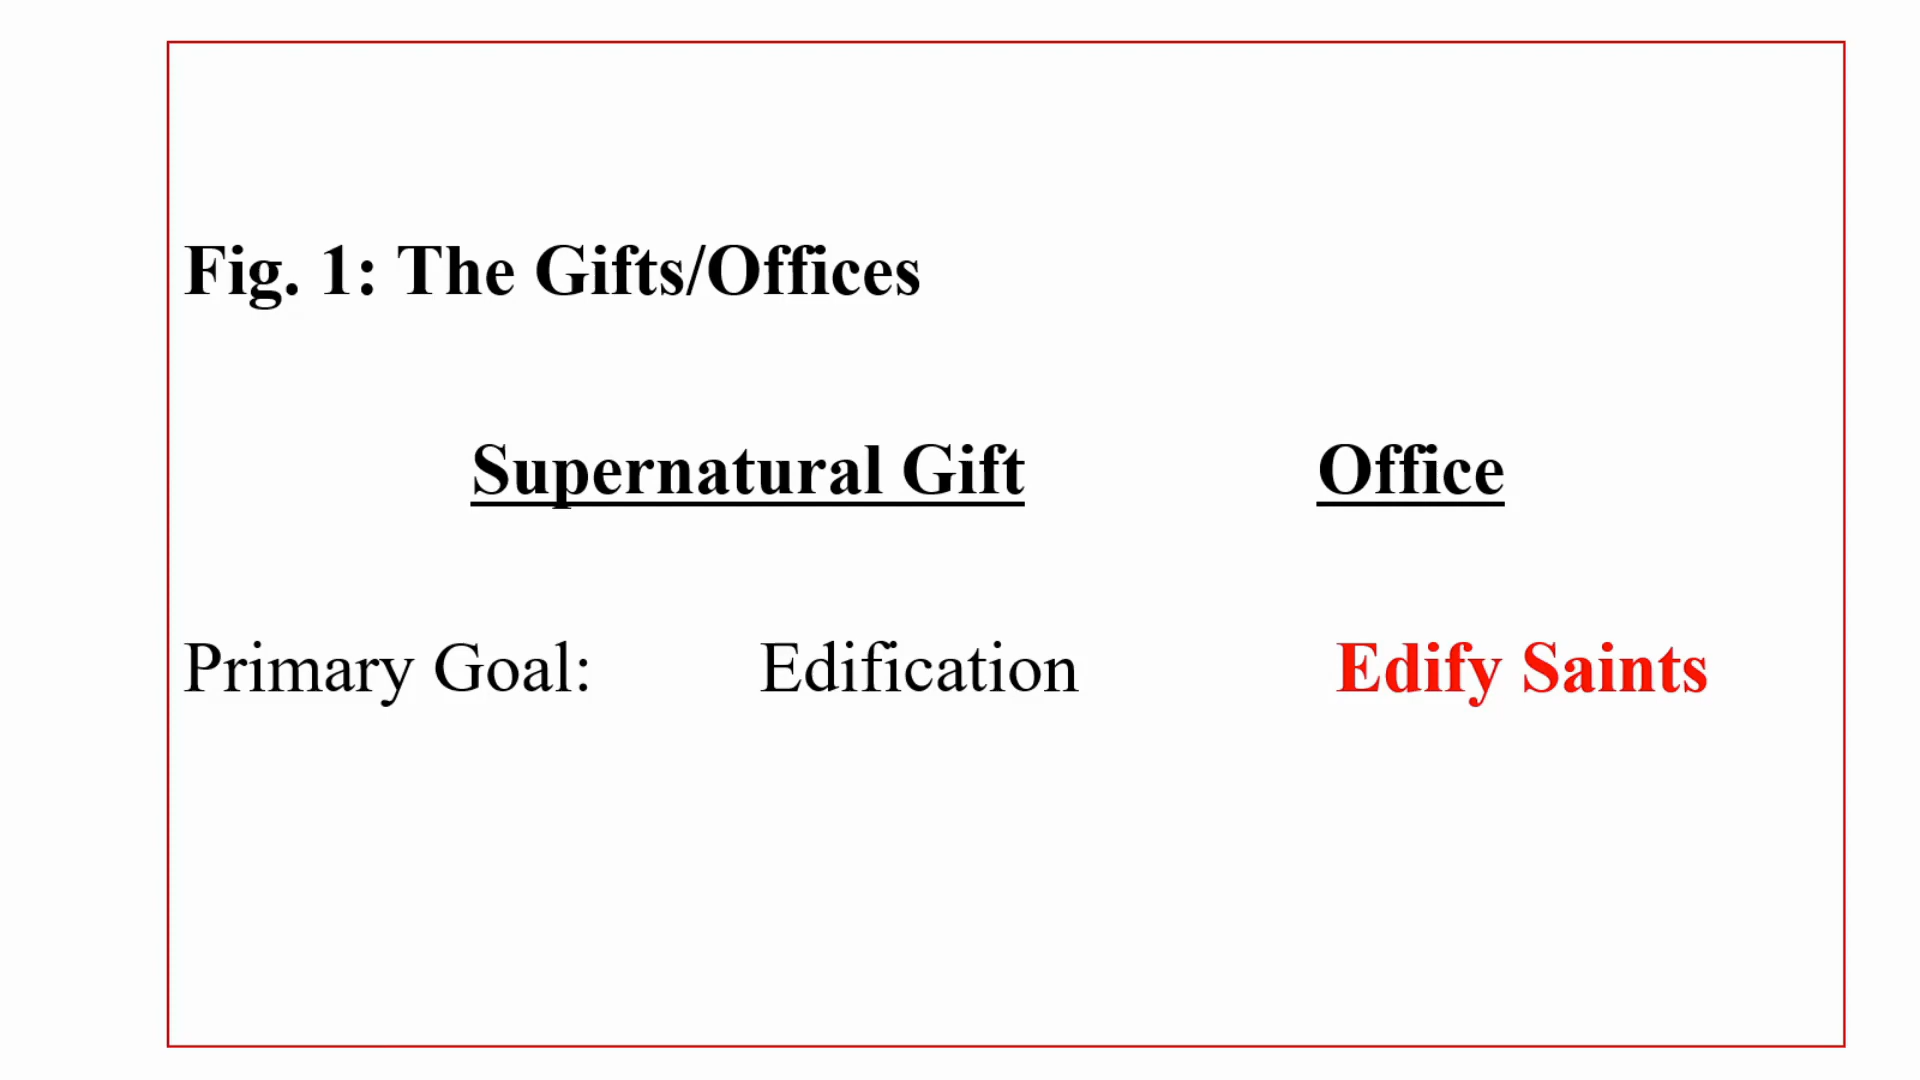 Fig. 1: The Gifts/Offices
Supernatural Gift Office
Primary Goal: Edification Edify Saints